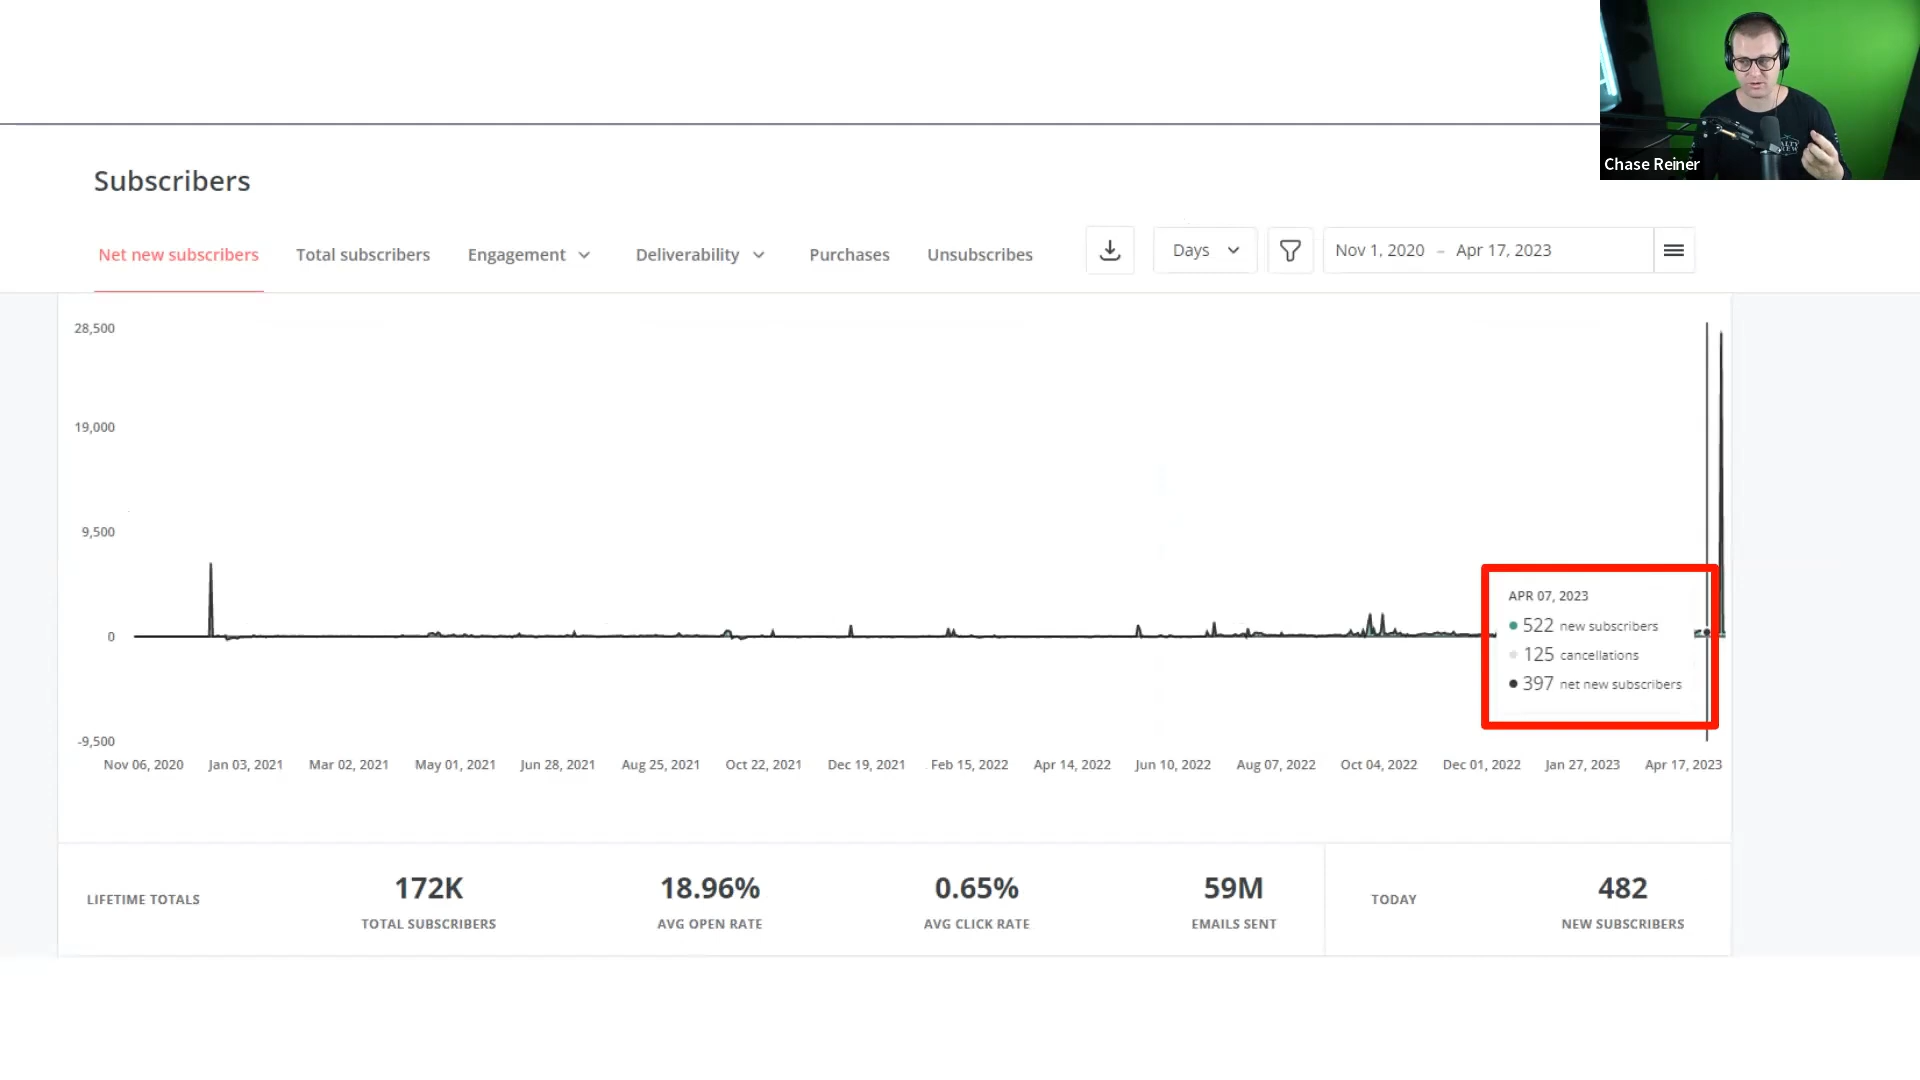 Chase Reiner
Subscribers
Net new subscribers
Total subscribers
Engagement
Deliverability
Purchases
Unsubscribes
Days
Nov 1, 2020 – Apr 17, 2023
28,500
19,000
9,500
0
-9,500
APR 07, 2023
522 new subscribers
125 cancellations
397 net new subscribers
Nov 06, 2020
Jan 03, 2021
Mar 02, 2021
May 01, 2021
Jun 28, 2021
Aug 25, 2021
Oct 22, 2021
Dec 19, 2021
Feb 15, 2022
Apr 14, 2022
Jun 10, 2022
Aug 07, 2022
Oct 04, 2022
Dec 01, 2022
Jan 27, 2023
Apr 17, 2023
LIFETIME TOTALS
172K
TOTAL SUBSCRIBERS
18.96%
AVG OPEN RATE
0.65%
AVG CLICK RATE
59M
EMAILS SENT
TODAY
482
NEW SUBSCRIBERS